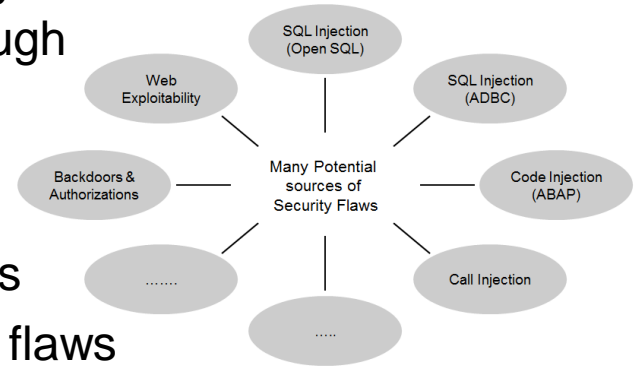 ugh
s
flaws
SQL Injection
(Open SQL)
Web
Exploitability
SQL Injection
(ADBC)
Backdoors &
Authorizations
Many Potential
sources of
Security Flaws
Code Injection
(ABAP)
…….
Call Injection
…..